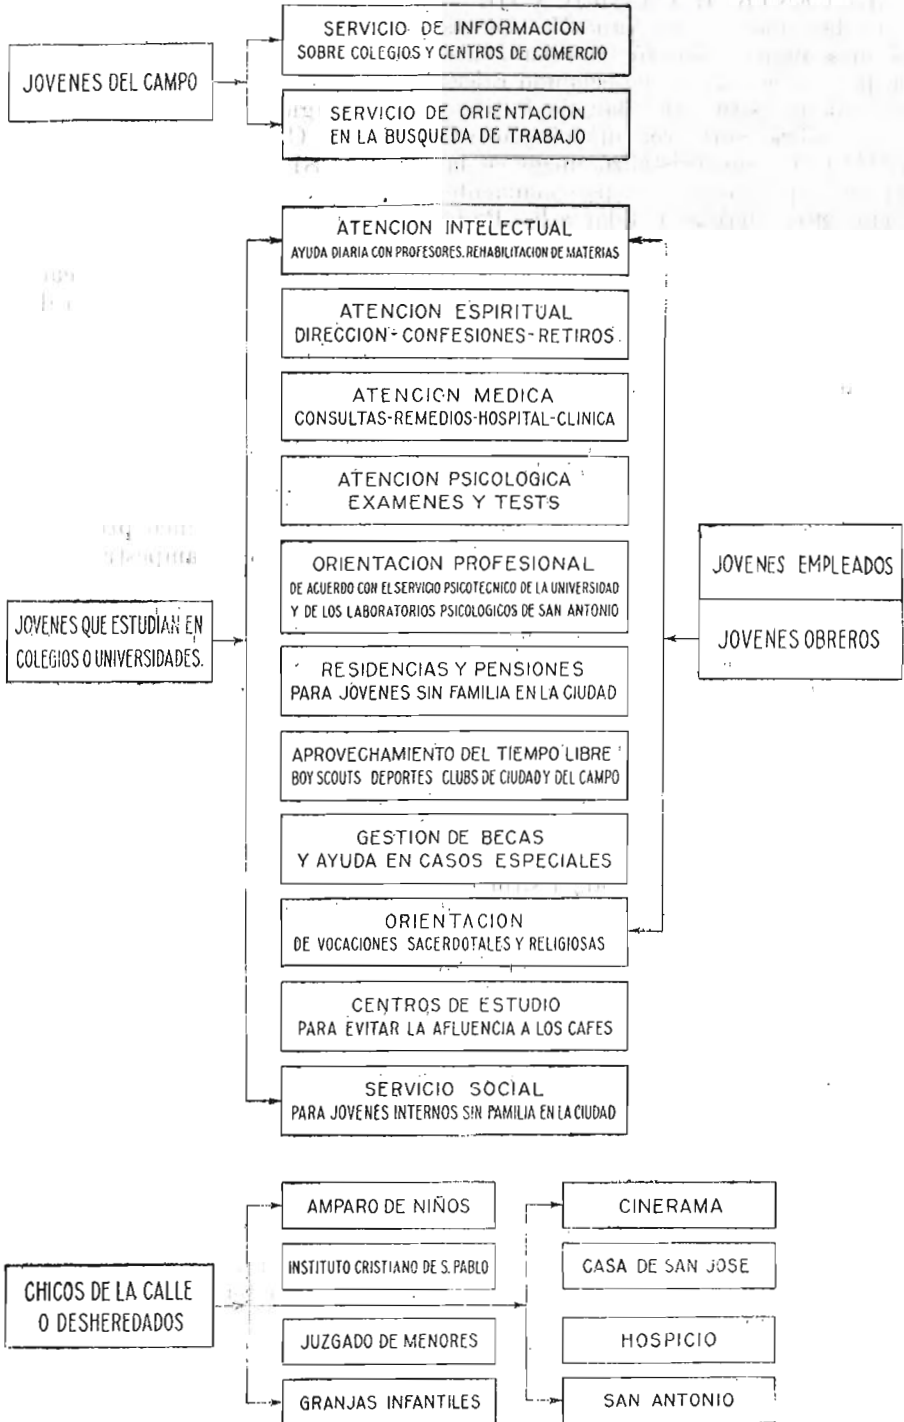 JOVENES DEL CAMPO
SERVICIO DE INFORMACION
SOBRE COLEGIOS Y CENTROS DE COMERCIO
SERVICIO DE ORIENTACION
EN LA BUSQUEDA DE TRABAJO
JOVENES QUE ESTUDIAN EN
COLEGIOS O UNIVERSIDADES.
ATENCION INTELECTUAL
AYUDA DIARIA CON PROFESORES. REHABILITACION DE MATERIAS
ATENCION ESPIRITUAL
DIRECCION-CONFESIONES-RETIROS.
ATENCION MEDICA
CONSULTAS-REMEDIOS-HOSPITAL-CLINICA
ATENCION PSICOLOGICA
EXAMENES Y TESTS
ORIENTACION PROFESIONAL
DE ACUERDO CON EL SERVICIO PSICOTECNICO DE LA UNIVERSIDAD
Y DE LOS LABORATORIOS PSICOLOGICOS DE SAN ANTONIO
RESIDENCIAS Y PENSIONES
PARA JOVENES SIN FAMILIA EN LA CIUDAD
APROVECHAMIENTO DEL TIEMPO LIBRE
BOY SCOUTS DEPORTES CLUBS DE CIUDAD Y DEL CAMPO
GESTION DE BECAS
Y AYUDA EN CASOS ESPECIALES
ORIENTACION
DE VOCACIONES SACERDOTALES Y RELIGIOSAS
CENTROS DE ESTUDIO
PARA EVITAR LA AFLUENCIA A LOS CAFES
SERVICIO SOCIAL
PARA JOVENES INTERNOS SIN FAMILIA EN LA CIUDAD
JOVENES EMPLEADOS
JOVENES OBREROS
CHICOS DE LA CALLE
O DESHEREDADOS
AMPARO DE NIÑOS
INSTITUTO CRISTIANO DE S. PABLO
JUZGADO DE MENORES
GRANJAS INFANTILES
CINERAMA
CASA DE SAN JOSE
HOSPICIO
SAN ANTONIO